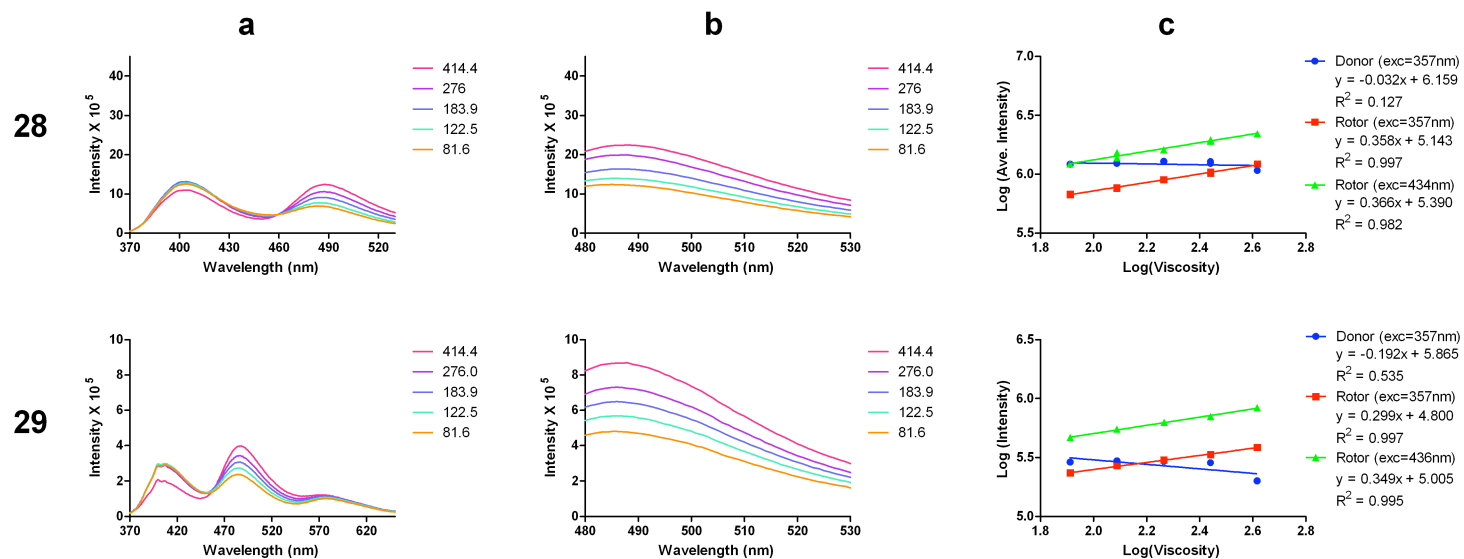 a
b
c
28
40
30
20
10
0
Intensity X 10^5
370
400
430
460
490
520
Wavelength (nm)
414.4
276
183.9
122.5
81.6
40
30
20
10
0
Intensity X 10^5
480
490
500
510
520
530
Wavelength (nm)
414.4
276
183.9
122.5
81.6
7.0
6.5
6.0
5.5
Log (Ave. Intensity)
1.8
2.0
2.2
2.4
2.6
2.8
Log(Viscosity)
Donor (exc=357nm)
y = -0.032x + 6.159
R^2 = 0.127
Rotor (exc=357nm)
y = 0.358x + 5.143
R^2 = 0.997
Rotor (exc=434nm)
y = 0.366x + 5.390
R^2 = 0.982
29
10
8
6
4
2
0
Intensity X 10^5
370
420
470
520
570
620
Wavelength (nm)
414.4
276.0
183.9
122.5
81.6
10
8
6
4
2
0
Intensity X 10^5
480
490
500
510
520
530
Wavelength (nm)
414.4
276.0
183.9
122.5
81.6
6.5
6.0
5.5
5.0
Log (Intensity)
1.8
2.0
2.2
2.4
2.6
2.8
Log(Viscosity)
Donor (exc=357nm)
y = -0.192x + 5.865
R^2 = 0.535
Rotor (exc=357nm)
y = 0.299x + 4.800
R^2 = 0.997
Rotor (exc=436nm)
y = 0.349x + 5.005
R^2 = 0.995